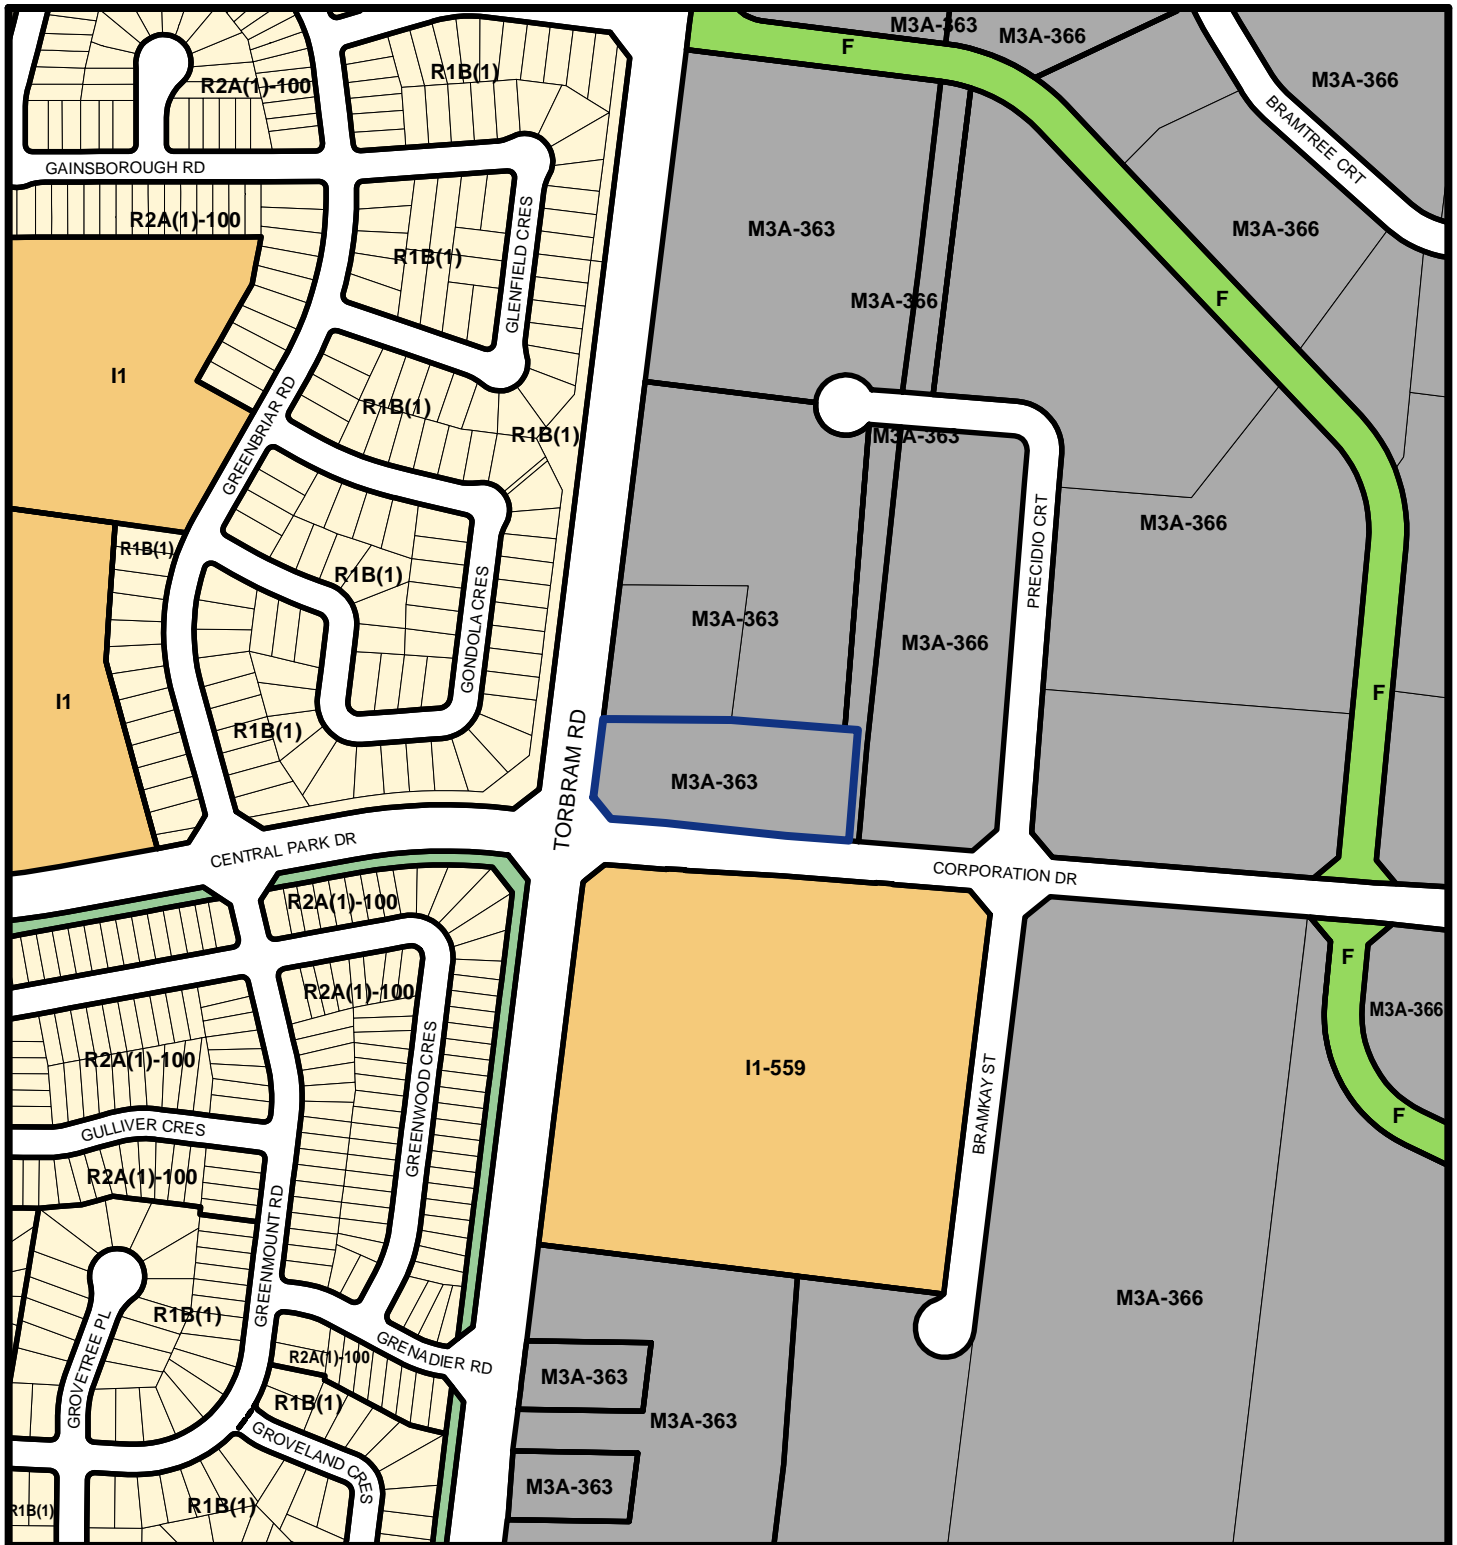 M3A-363
M3A-366
F
R1B(1)
M3A-366
R2A(1)-100
BRAMTREE CRT
GAINSBOROUGH RD
R2A(1)-100
M3A-363
M3A-366
GLENFIELD CRES
R1B(1)
M3A-366
F
I1
R1B(1)
GREENBRIAR RD
R1B(1)
M3A-363
M3A-366
R1B(1)
PRECIDIO CRT
R1B(1)
M3A-363
M3A-366
GONDOLA CRES
F
I1
R1B(1)
TORBRAM RD
M3A-363
CENTRAL PARK DR
CORPORATION DR
R2A(1)-100
F
R2A(1)-100
M3A-366
R2A(1)-100
GREENWOOD CRES
I1-559
BRAMKAY ST
F
GULLIVER CRES
R2A(1)-100
GREENMOUNT RD
M3A-366
R1B(1)
GROVETREE PL
GRENADIER RD
R2A(1)-100
M3A-363
R1B(1)
M3A-363
GROVELAND CRES
M3A-363
R1B(1)
R1B(1)